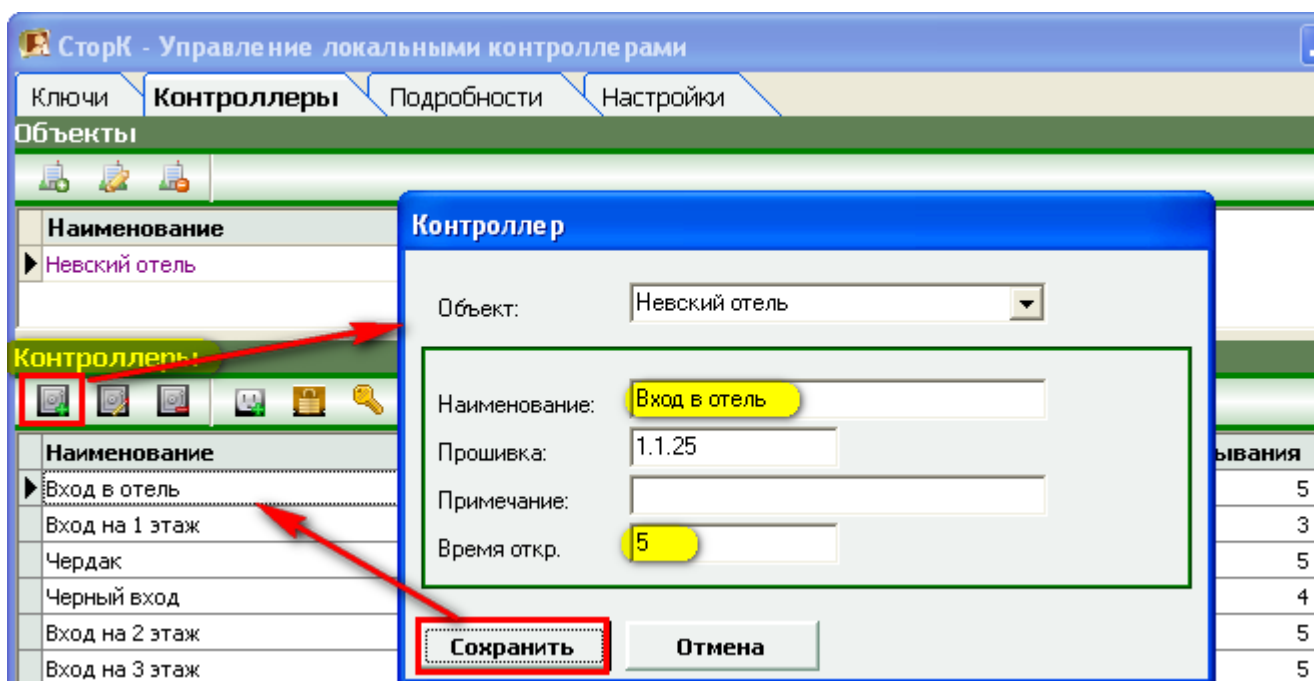 СторК - Управление локальными контроллерами
Ключи Контроллеры Подробности Настройки
Объекты
Наименование
Невский отель
Контроллер
Объект: Невский отель
Контроллеры
Наименование: Вход в отель
Прошивка: 1.1.25
Примечание:
Время откр. 5
Сохранить Отмена
Наименование ывания
Вход в отель 5
Вход на 1 этаж 3
Чердак 5
Черный вход 4
Вход на 2 этаж 5
Вход на 3 этаж 5